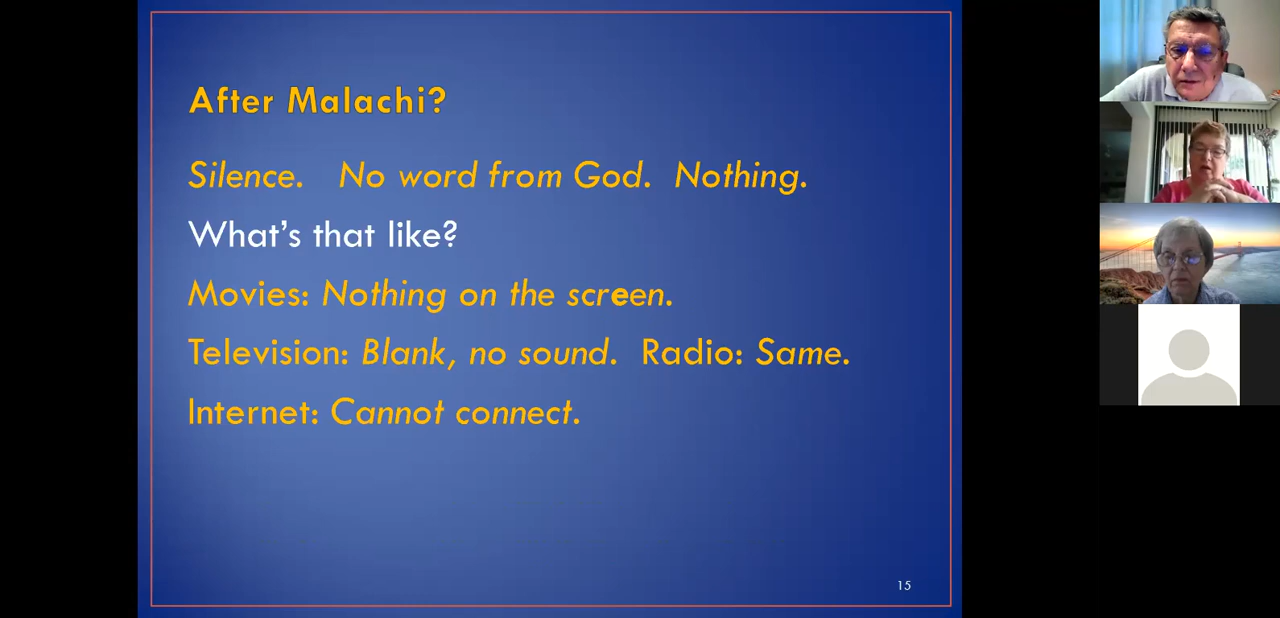 After Malachi?
Silence. No word from God. Nothing.
What's that like?
Movies: Nothing on the screen.
Television: Blank, no sound. Radio: Same.
Internet: Cannot connect.
15